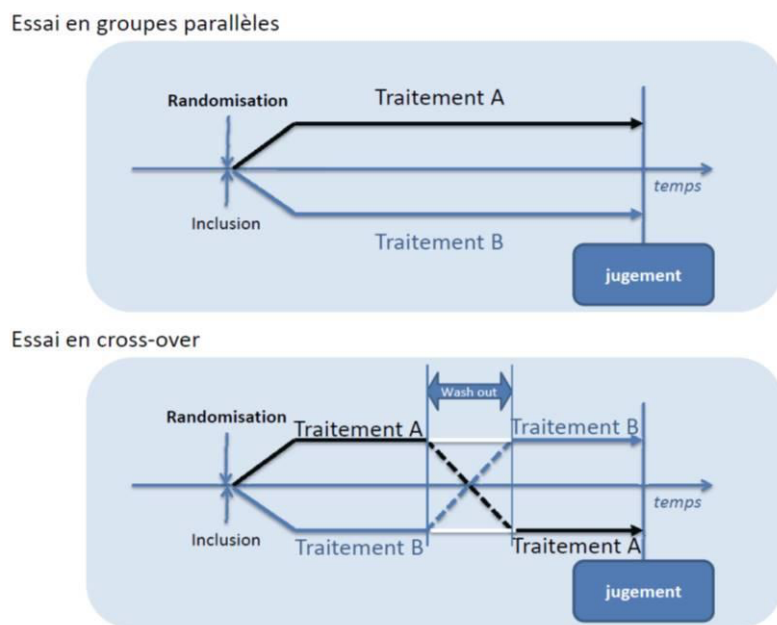 Essai en groupes parallèles
Randomisation
Traitement A
temps
Inclusion
Traitement B
jugement
Essai en cross-over
Wash out
Randomisation
Traitement A
Traitement B
temps
Inclusion
Traitement B
Traitement A
jugement